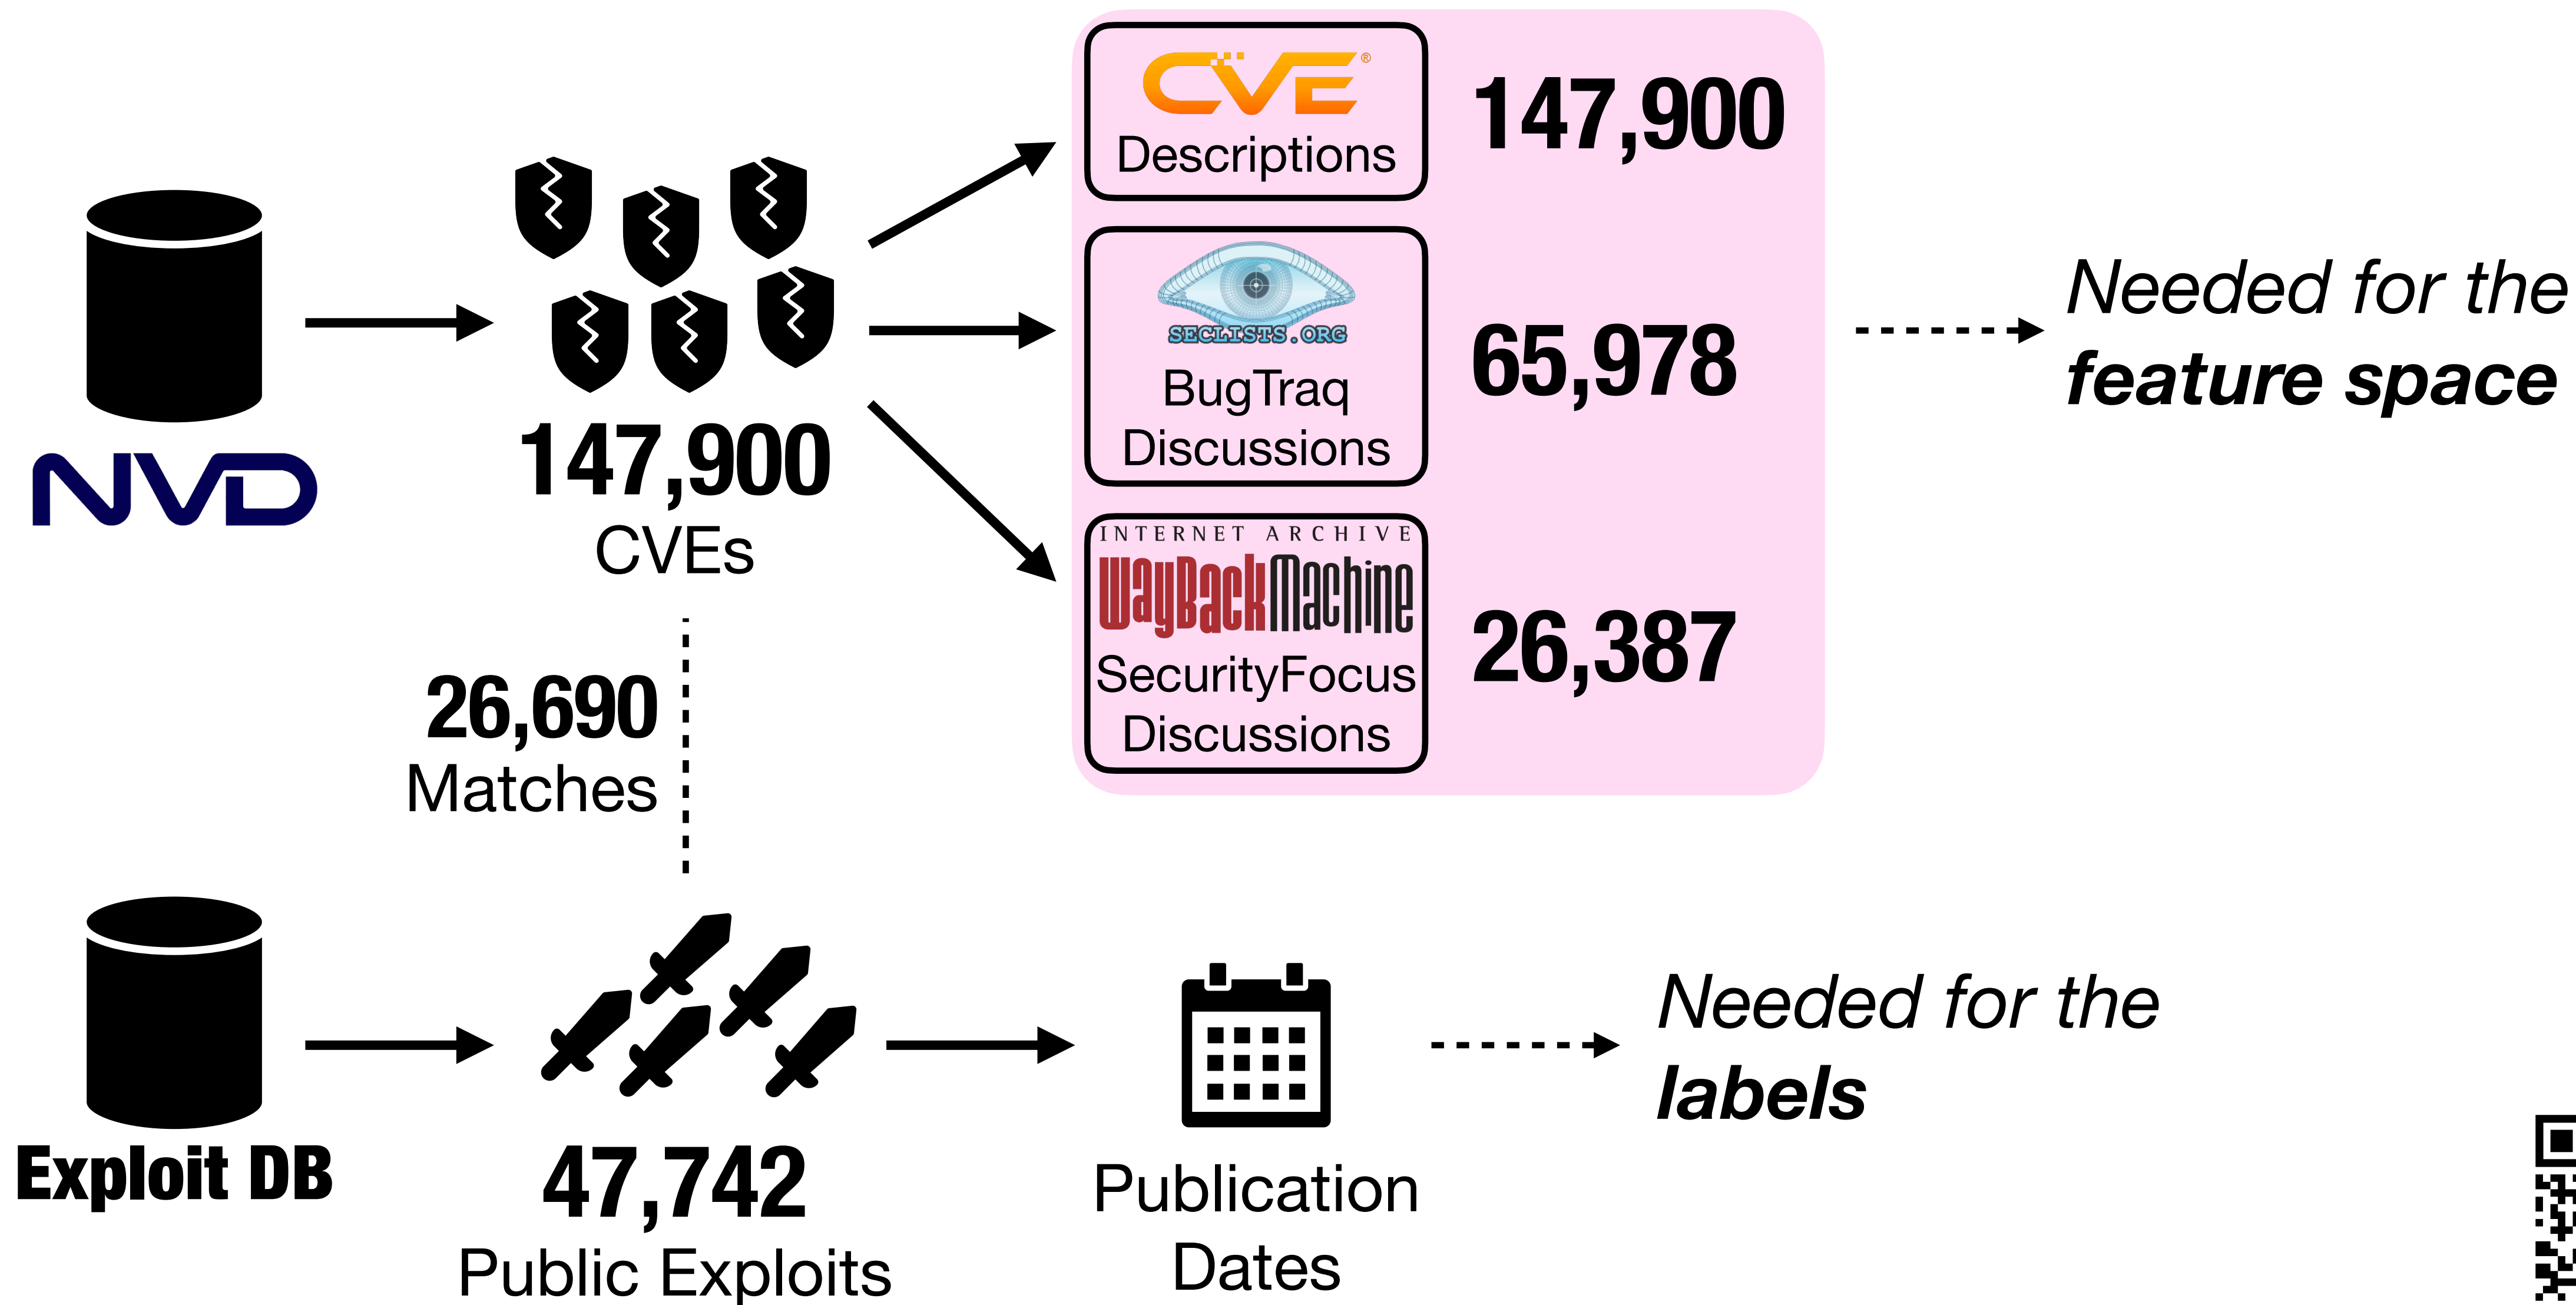 CVE®
Descriptions
147,900
SECLISTS.ORG
BugTraq
Discussions
65,978
INTERNET ARCHIVE
WayBackMachine
SecurityFocus
Discussions
26,387
Needed for the
feature space
NVD
147,900
CVEs
26,690
Matches
Exploit DB
47,742
Public Exploits
Publication
Dates
Needed for the
labels